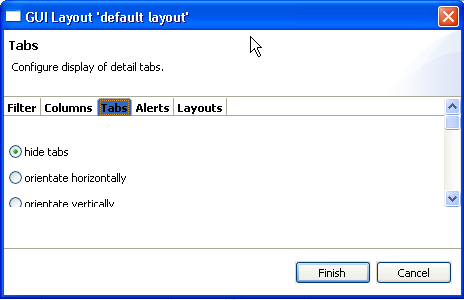 GUI Layout 'default layout'
Tabs
Configure display of detail tabs.
Filter Columns Tabs Alerts Layouts
hide tabs
orientate horizontally
orientate vertically
Finish Cancel